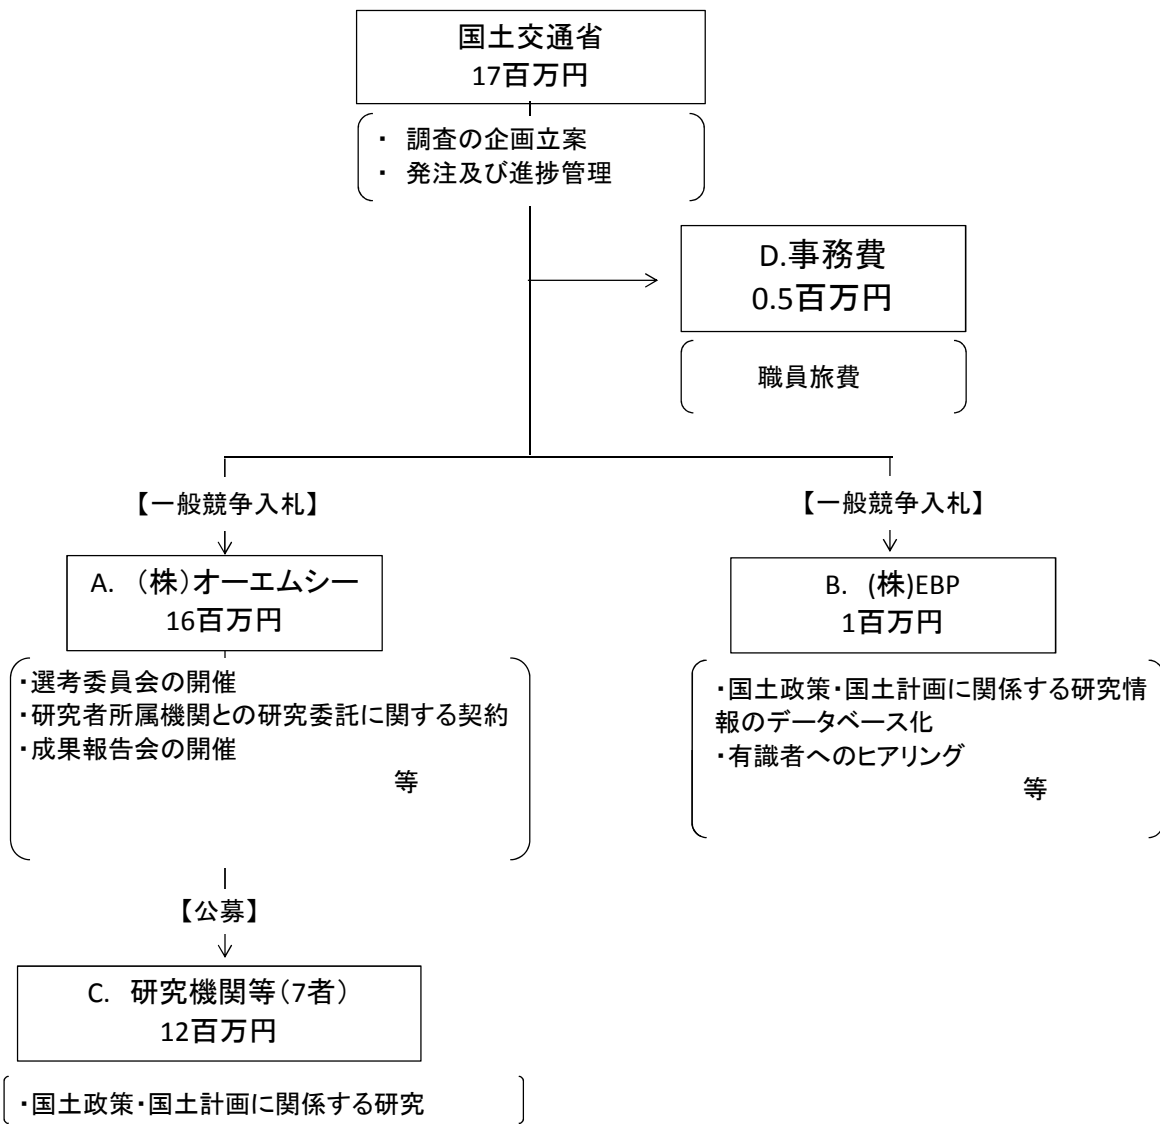 国土交通省
17百万円
・ 調査の企画立案
・ 発注及び進捗管理
D.事務費
0.5百万円
職員旅費
【一般競争入札】
A. （株）オーエムシー
16百万円
・選考委員会の開催
・研究者所属機関との研究委託に関する契約
・成果報告会の開催
等
【一般競争入札】
B. (株)EBP
1百万円
・国土政策・国土計画に関係する研究情
報のデータベース化
・有識者へのヒアリング
等
【公募】
C. 研究機関等（7者）
12百万円
・国土政策・国土計画に関係する研究